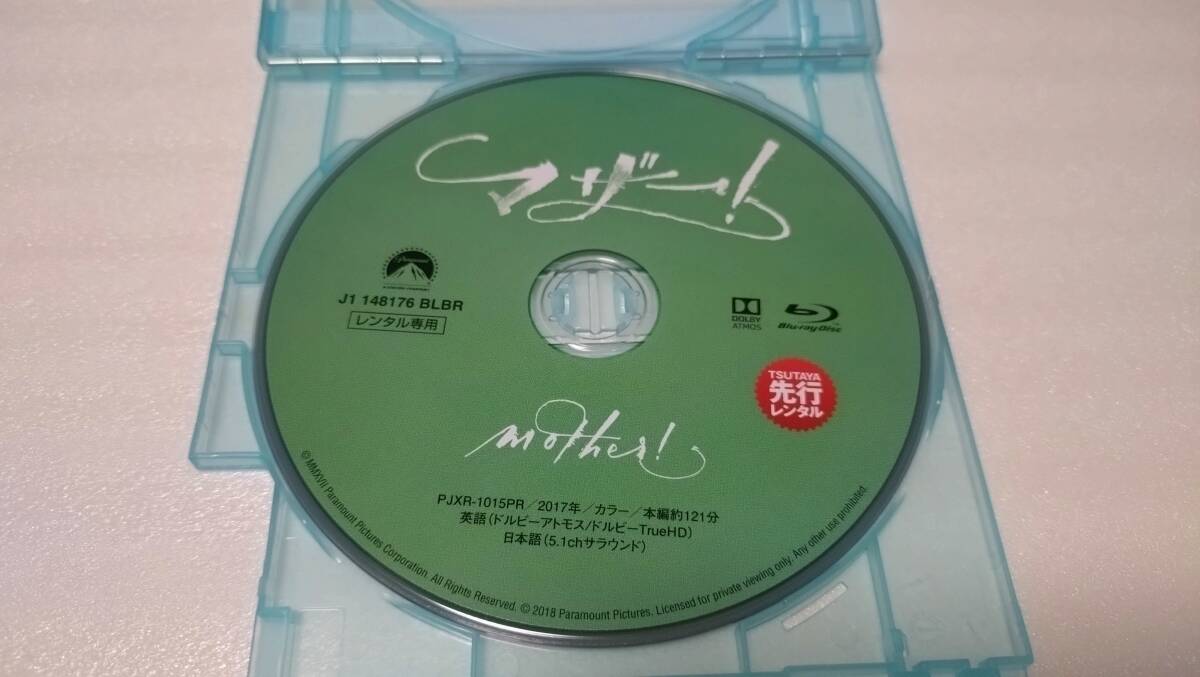 マザー!
Paramount
J1 148176 BLBR
レンタル専用
DOLBY
ATMOS
Blu-ray Disc
TSUTAYA
先行
レンタル
mother!
PJXR-1015PR/2017年/カラー/本編約121分
英語(ドルビーアトモス/ドルビーTrueHD)
日本語(5.1chサラウンド)
© MMXVII Paramount Pictures Corporation. All Rights Reserved. © 2018 Paramount Pictures. Licensed for private viewing only. Any other use prohibited.